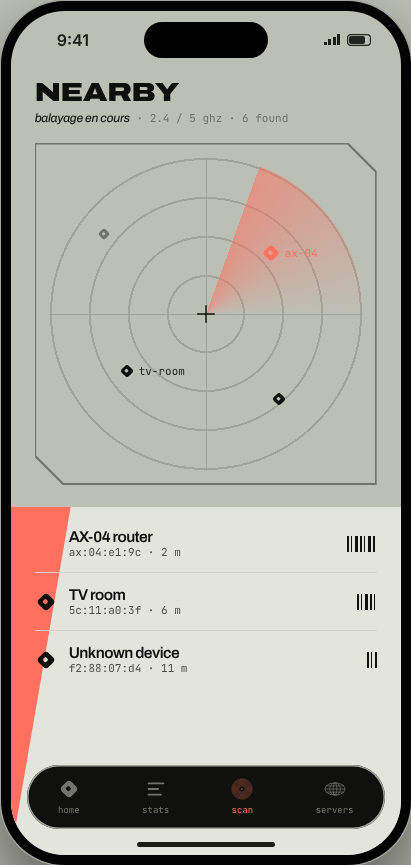 9:41
NEARBY
balayage en cours · 2.4 / 5 ghz · 6 found
ax-04
tv-room
AX-04 router
ax:04:e1:9c · 2 m
TV room
5c:11:a0:3f · 6 m
Unknown device
f2:88:07:d4 · 11 m
home stats scan servers